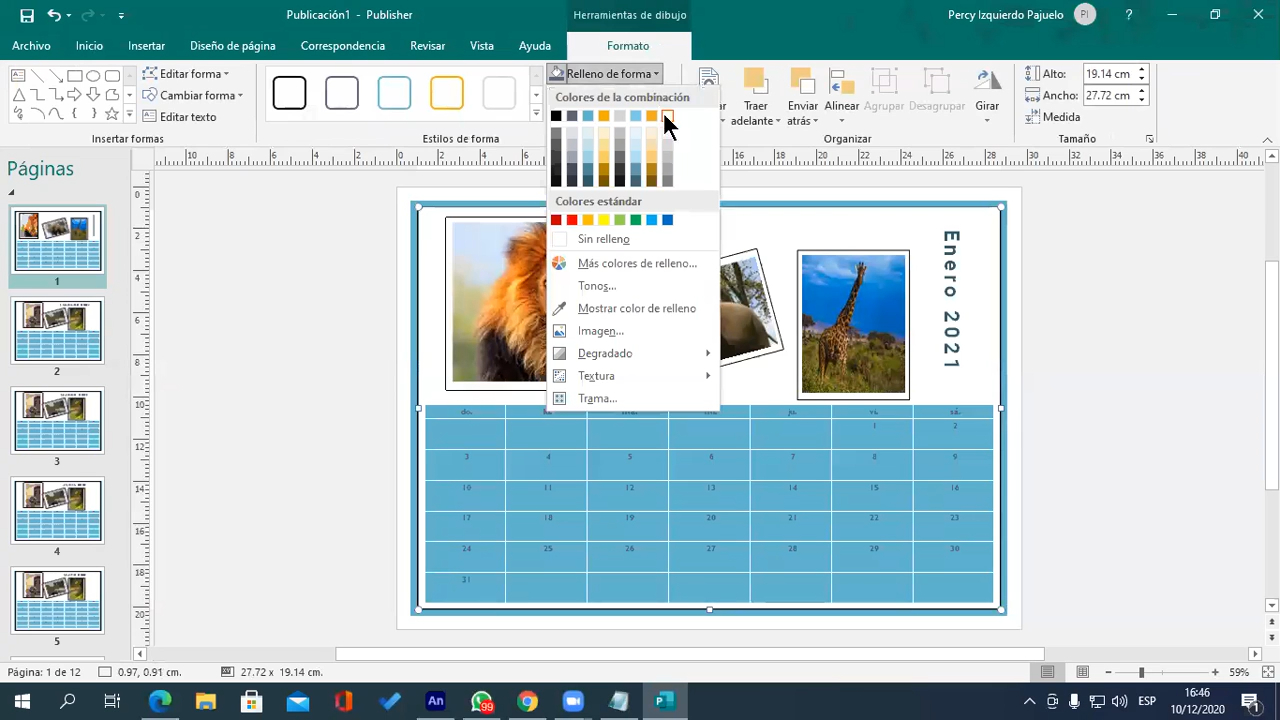 Publicación1 - Publisher
Herramientas de dibujo
Percy Izquierdo Pajuelo
PI
?
Archivo
Inicio
Insertar
Diseño de página
Correspondencia
Revisar
Vista
Ayuda
Formato
Editar forma
Cambiar forma
Editar puntos
Insertar formas
Relleno de forma
Traer adelante
Enviar atrás
Alinear
Agrupar
Desagrupar
Girar
Organizar
Alto: 19.14 cm
Ancho: 27.72 cm
Medida
Tamaño
Colores de la combinación
Colores estándar
Sin relleno
Más colores de relleno...
Tonos...
Mostrar color de relleno
Imagen...
Degradado
Textura
Trama...
Páginas
1
2
3
4
5
Enero 2021
1 2
3 4 5 6 7 8 9
10 11 12 13 14 15 16
17 18 19 20 21 22 23
24 25 26 27 28 29 30
31
Página: 1 de 12
0.97, 0.91 cm.
27.72 x 19.14 cm.
59%
An
99
ESP
16:46
10/12/2020
1